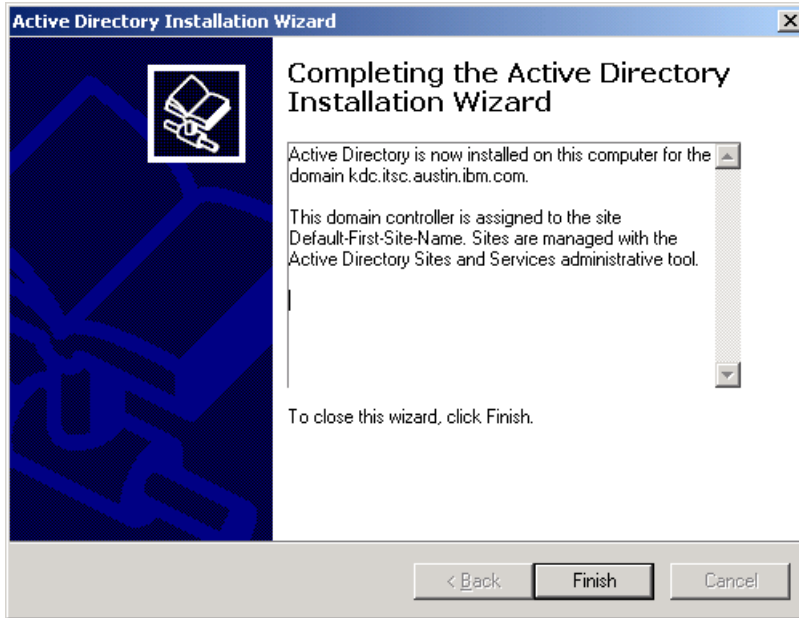 Active Directory Installation Wizard
Completing the Active Directory
Installation Wizard
Active Directory is now installed on this computer for the
domain kdc.itsc.austin.ibm.com.
This domain controller is assigned to the site
Default-First-Site-Name. Sites are managed with the
Active Directory Sites and Services administrative tool.
To close this wizard, click Finish.
< Back
Finish
Cancel